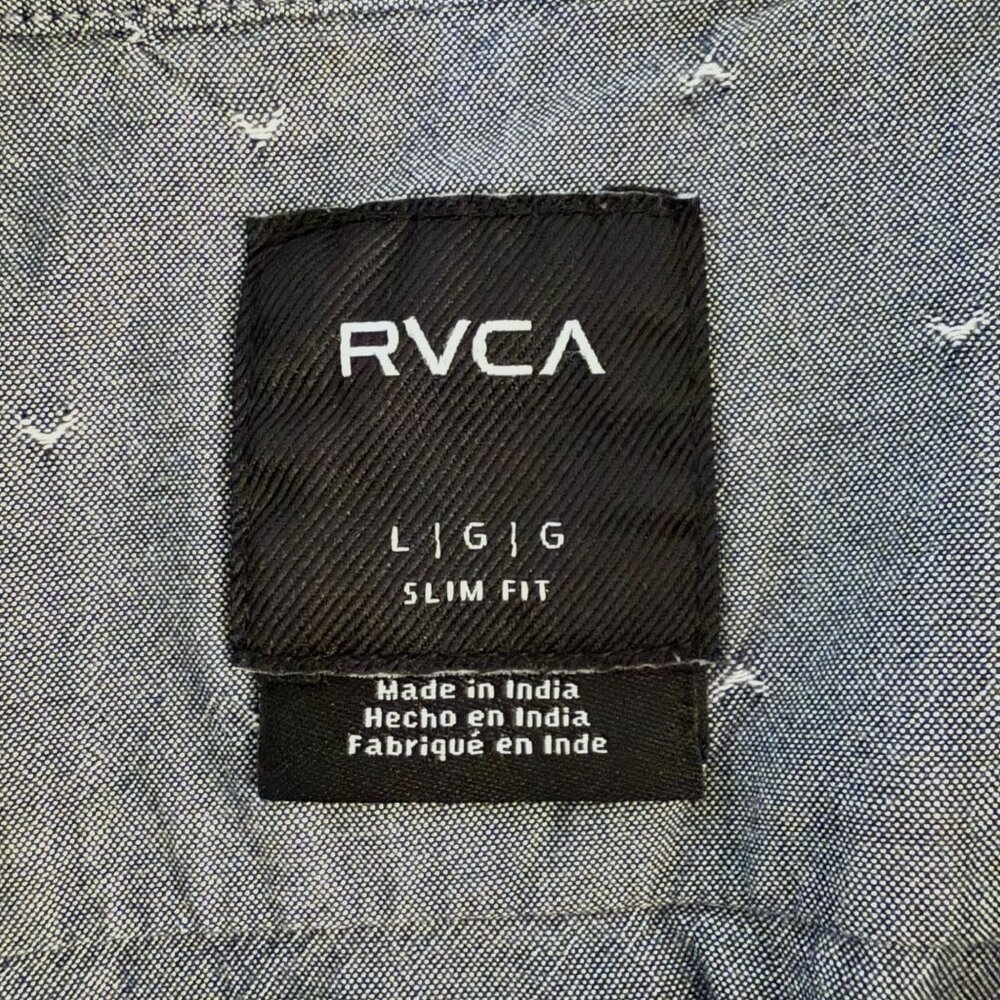 RVCA
L | G | G
SLIM FIT
Made in India
Hecho en India
Fabriqué en Inde